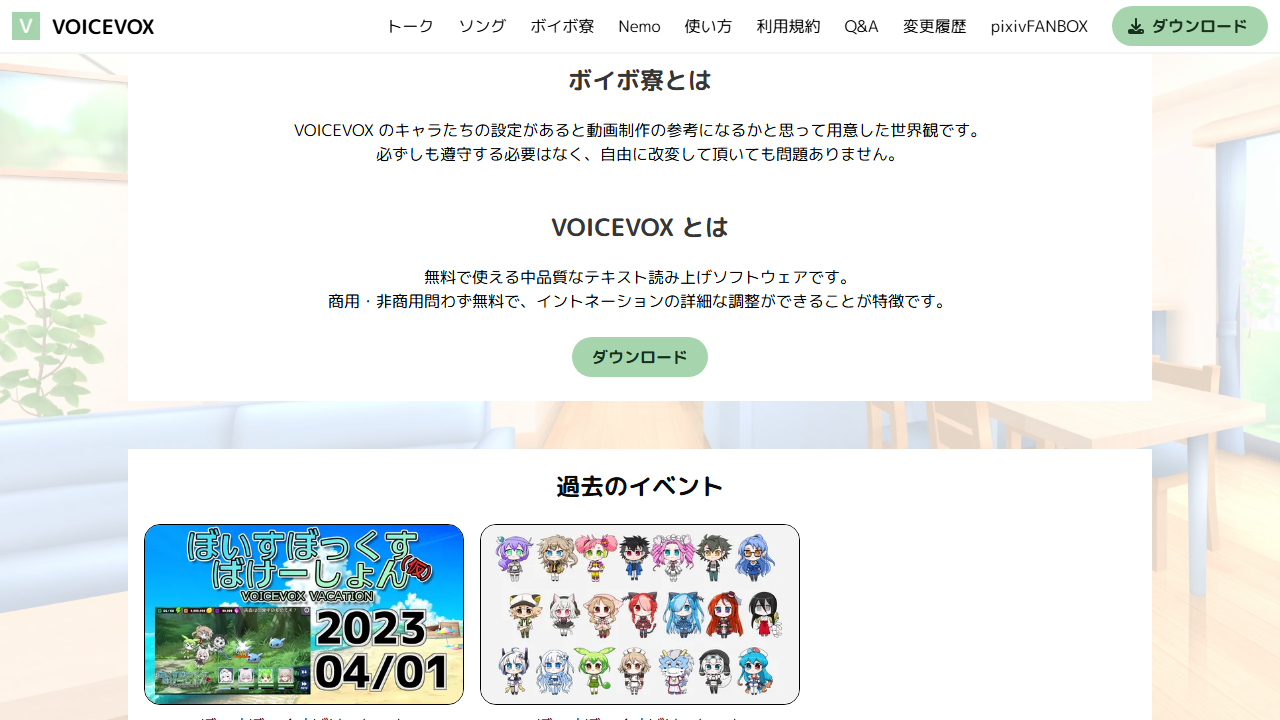 V VOICEVOX トーク ソング ボイボ寮 Nemo 使い方 利用規約 Q&A 変更履歴 pixivFANBOX ダウンロード
ボイボ寮とは
VOICEVOX のキャラたちの設定があると動画制作の参考になるかと思って用意した世界観です。
必ずしも遵守する必要はなく、自由に改変して頂いても問題ありません。
VOICEVOX とは
無料で使える中品質なテキスト読み上げソフトウェアです。
商用・非商用問わず無料で、イントネーションの詳細な調整ができることが特徴です。
ダウンロード
過去のイベント
ぼいすぼっくす
ばけーしょん(仮)
VOICEVOX VACATION
2023
04/01